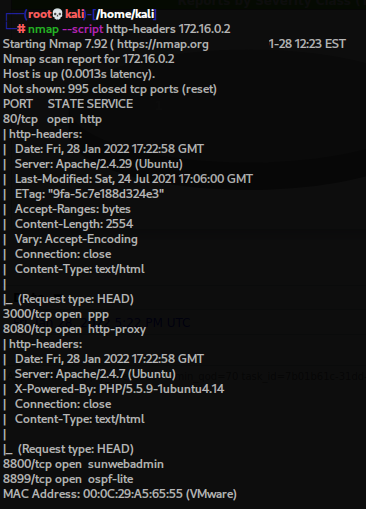 (root💀kali)-[/home/kali]
# nmap --script http-headers 172.16.0.2
Starting Nmap 7.92 ( https://nmap.org 1-28 12:23 EST
Nmap scan report for 172.16.0.2
Host is up (0.0013s latency).
Not shown: 995 closed tcp ports (reset)
PORT STATE SERVICE
80/tcp open http
| http-headers:
| Date: Fri, 28 Jan 2022 17:22:58 GMT
| Server: Apache/2.4.29 (Ubuntu)
| Last-Modified: Sat, 24 Jul 2021 17:06:00 GMT
| ETag: "9fa-5c7e188d324e3"
| Accept-Ranges: bytes
| Content-Length: 2554
| Vary: Accept-Encoding
| Connection: close
| Content-Type: text/html
|
|_ (Request type: HEAD)
3000/tcp open ppp
8080/tcp open http-proxy
| http-headers:
| Date: Fri, 28 Jan 2022 17:22:58 GMT
| Server: Apache/2.4.7 (Ubuntu)
| X-Powered-By: PHP/5.5.9-1ubuntu4.14
| Connection: close
| Content-Type: text/html
|
|_ (Request type: HEAD)
8800/tcp open sunwebadmin
8899/tcp open ospf-lite
MAC Address: 00:0C:29:A5:65:55 (VMware)